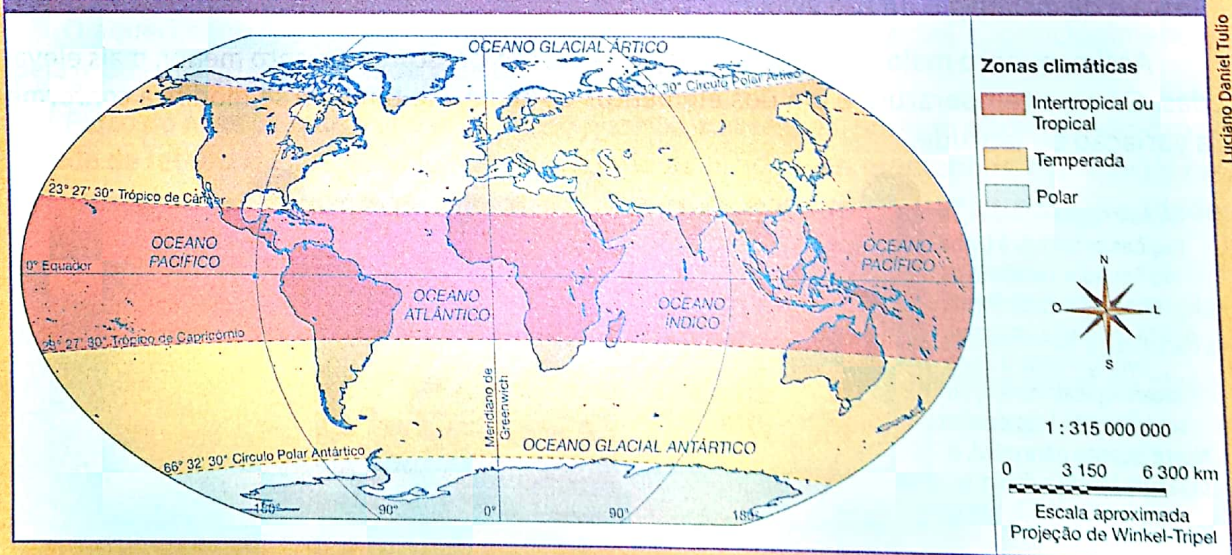 OCEANO GLACIAL ÁRTICO
Círculo Polar Ártico
23° 27' 30" Trópico de Câncer
OCEANO
PACÍFICO
0° Equador
OCEANO
ATLÂNTICO
OCEANO
ÍNDICO
OCEANO
PACÍFICO
27' 30" Trópico de Capricórnio
Meridiano de
Greenwich
OCEANO GLACIAL ANTÁRTICO
66° 32' 30" Círculo Polar Antártico
180°
90°
0°
90°
180°
Zonas climáticas
Intertropical ou
Tropical
Temperada
Polar
N
O
L
S
1 : 315 000 000
0 3 150 6 300 km
Escala aproximada
Projeção de Winkel-Tripel
Luciano Daniel Tulio